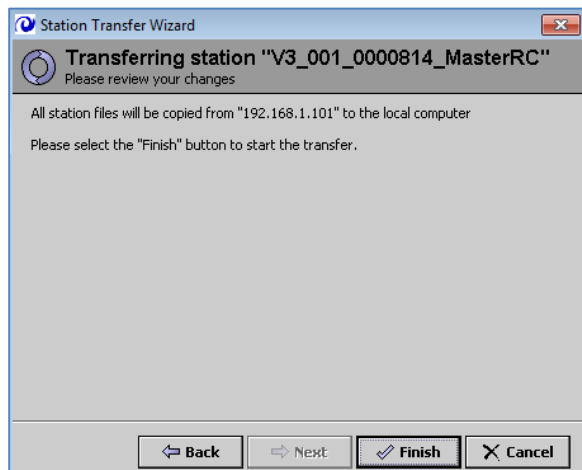 Station Transfer Wizard
Transferring station "V3_001_0000814_MasterRC"
Please review your changes
All station files will be copied from "192.168.1.101" to the local computer
Please select the "Finish" button to start the transfer.
Back Next Finish Cancel